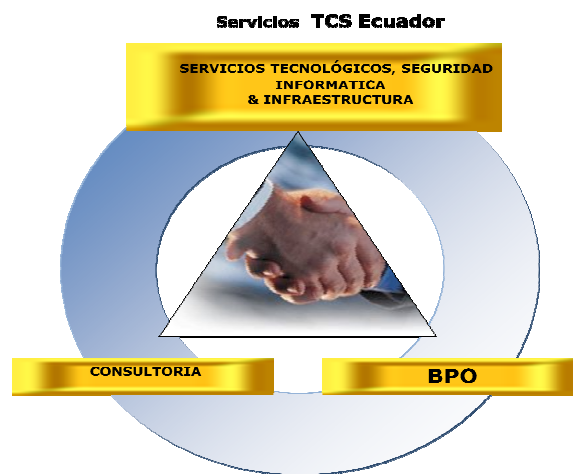 Servicios TCS Ecuador
SERVICIOS TECNOLÓGICOS, SEGURIDAD
INFORMATICA
& INFRAESTRUCTURA
CONSULTORIA
BPO